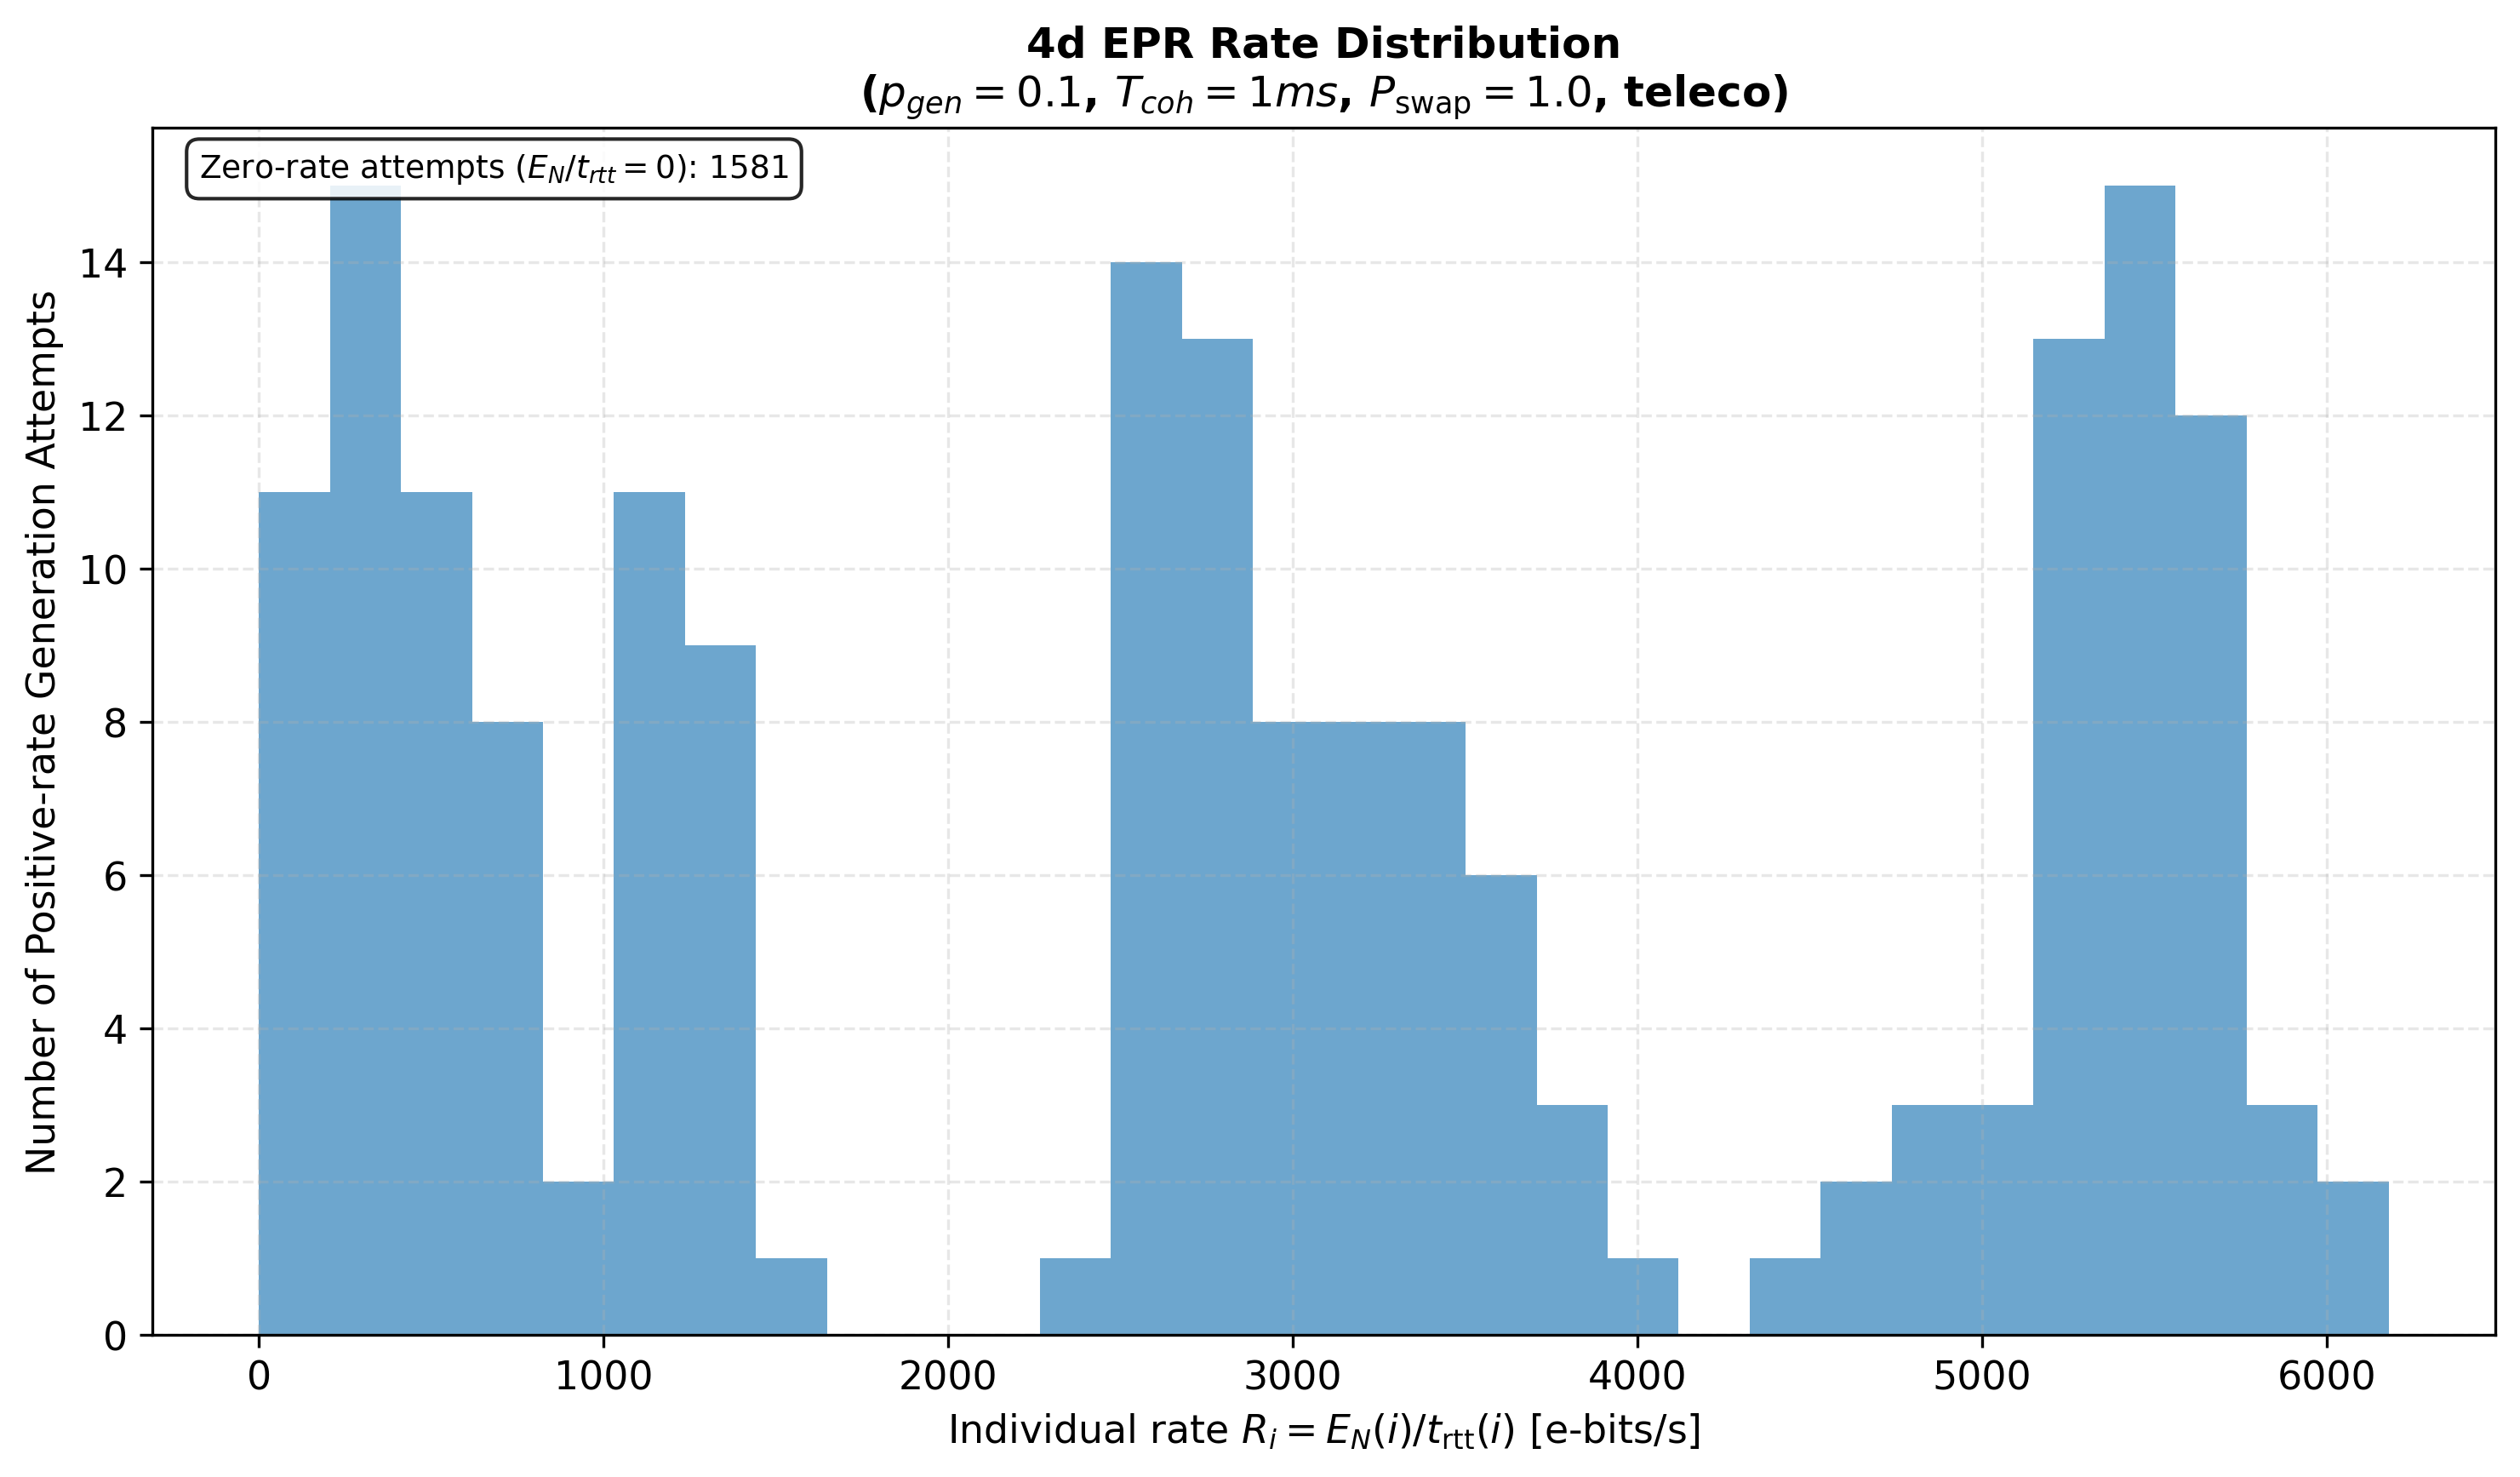 4d EPR Rate Distribution
(p_gen = 0.1, T_coh = 1ms, P_swap = 1.0, teleco)
Zero-rate attempts (E_N/t_rtt = 0): 1581
Number of Positive-rate Generation Attempts
14
12
10
8
6
4
2
0
0 1000 2000 3000 4000 5000 6000
Individual rate R_i = E_N(i)/t_rtt(i) [e-bits/s]